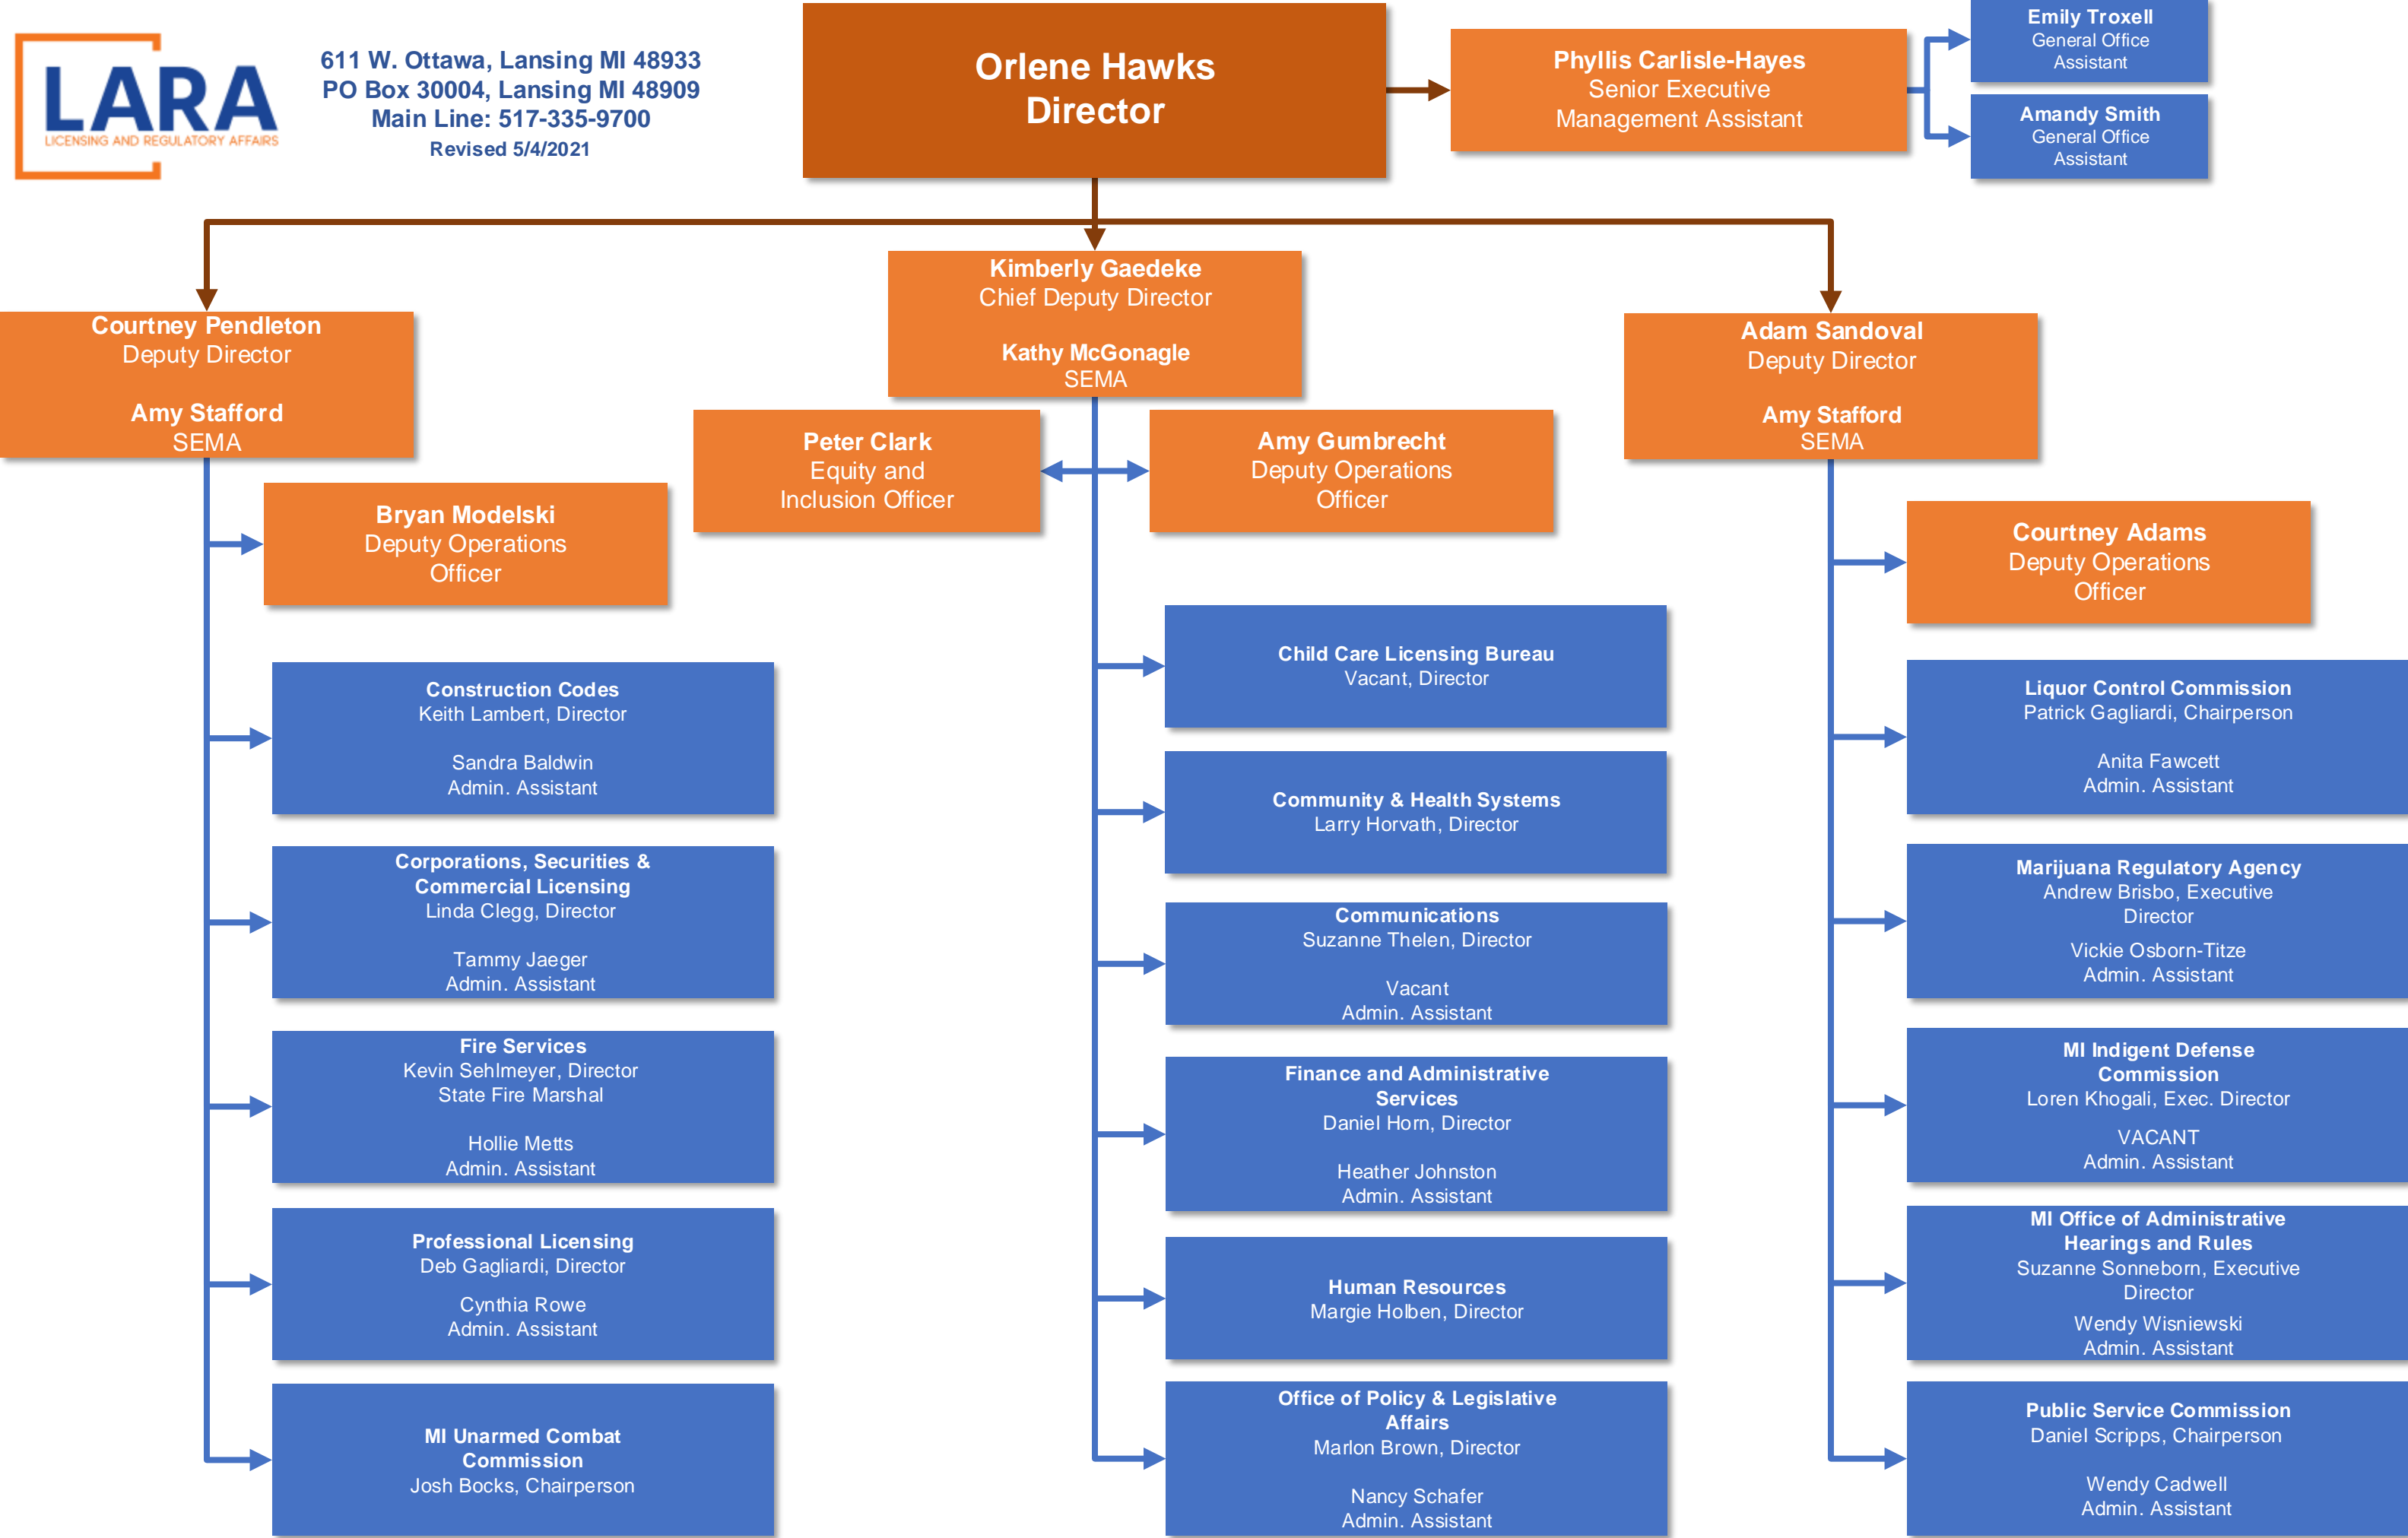 LARA
LICENSING AND REGULATORY AFFAIRS
611 W. Ottawa, Lansing MI 48933
PO Box 30004, Lansing MI 48909
Main Line: 517-335-9700
Revised 5/4/2021
Orlene Hawks
Director
Phyllis Carlisle-Hayes
Senior Executive
Management Assistant
Emily Troxell
General Office
Assistant
Amandy Smith
General Office
Assistant
Courtney Pendleton
Deputy Director
Amy Stafford
SEMA
Kimberly Gaedeke
Chief Deputy Director
Kathy McGonagle
SEMA
Adam Sandoval
Deputy Director
Amy Stafford
SEMA
Bryan Modelski
Deputy Operations
Officer
Peter Clark
Equity and
Inclusion Officer
Amy Gumbrecht
Deputy Operations
Officer
Courtney Adams
Deputy Operations
Officer
Construction Codes
Keith Lambert, Director
Sandra Baldwin
Admin. Assistant
Corporations, Securities &
Commercial Licensing
Linda Clegg, Director
Tammy Jaeger
Admin. Assistant
Fire Services
Kevin Sehlmeyer, Director
State Fire Marshal
Hollie Metts
Admin. Assistant
Professional Licensing
Deb Gagliardi, Director
Cynthia Rowe
Admin. Assistant
MI Unarmed Combat
Commission
Josh Bocks, Chairperson
Child Care Licensing Bureau
Vacant, Director
Community & Health Systems
Larry Horvath, Director
Communications
Suzanne Thelen, Director
Vacant
Admin. Assistant
Finance and Administrative
Services
Daniel Horn, Director
Heather Johnston
Admin. Assistant
Human Resources
Margie Holben, Director
Office of Policy & Legislative
Affairs
Marlon Brown, Director
Nancy Schafer
Admin. Assistant
Liquor Control Commission
Patrick Gagliardi, Chairperson
Anita Fawcett
Admin. Assistant
Marijuana Regulatory Agency
Andrew Brisbo, Executive
Director
Vickie Osborn-Titze
Admin. Assistant
MI Indigent Defense
Commission
Loren Khogali, Exec. Director
VACANT
Admin. Assistant
MI Office of Administrative
Hearings and Rules
Suzanne Sonneborn, Executive
Director
Wendy Wisniewski
Admin. Assistant
Public Service Commission
Daniel Scripps, Chairperson
Wendy Cadwell
Admin. Assistant